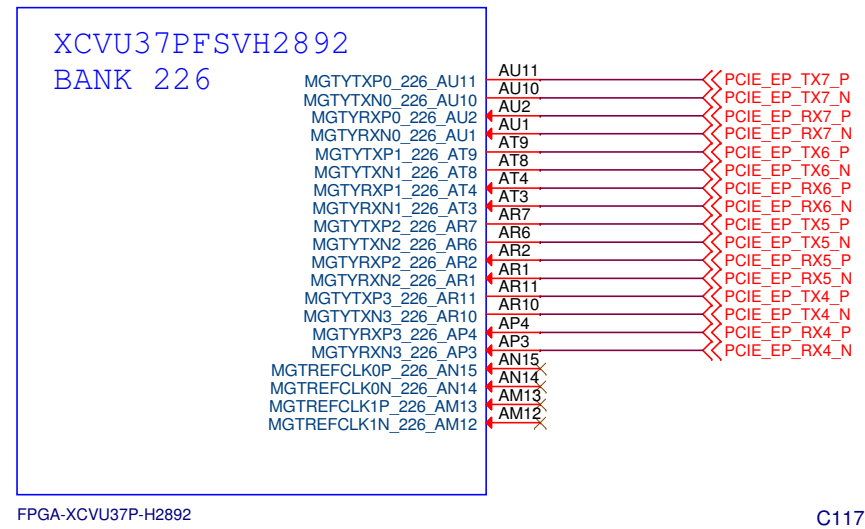 XCVU37PFSVH2892
BANK 226
MGTYTXP0_226_AU11 AU11 PCIE_EP_TX7_P
MGTYTXN0_226_AU10 AU10 PCIE_EP_TX7_N
MGTYRXP0_226_AU2 AU2 PCIE_EP_RX7_P
MGTYRXN0_226_AU1 AU1 PCIE_EP_RX7_N
MGTYTXP1_226_AT9 AT9 PCIE_EP_TX6_P
MGTYTXN1_226_AT8 AT8 PCIE_EP_TX6_N
MGTYRXP1_226_AT4 AT4 PCIE_EP_RX6_P
MGTYRXN1_226_AT3 AT3 PCIE_EP_RX6_N
MGTYTXP2_226_AR7 AR7 PCIE_EP_TX5_P
MGTYTXN2_226_AR6 AR6 PCIE_EP_TX5_N
MGTYRXP2_226_AR2 AR2 PCIE_EP_RX5_P
MGTYRXN2_226_AR1 AR1 PCIE_EP_RX5_N
MGTYTXP3_226_AR11 AR11 PCIE_EP_TX4_P
MGTYTXN3_226_AR10 AR10 PCIE_EP_TX4_N
MGTYRXP3_226_AP4 AP4 PCIE_EP_RX4_P
MGTYRXN3_226_AP3 AP3 PCIE_EP_RX4_N
MGTREFCLK0P_226_AN15 AN15
MGTREFCLK0N_226_AN14 AN14
MGTREFCLK1P_226_AM13 AM13
MGTREFCLK1N_226_AM12 AM12
FPGA-XCVU37P-H2892 C117